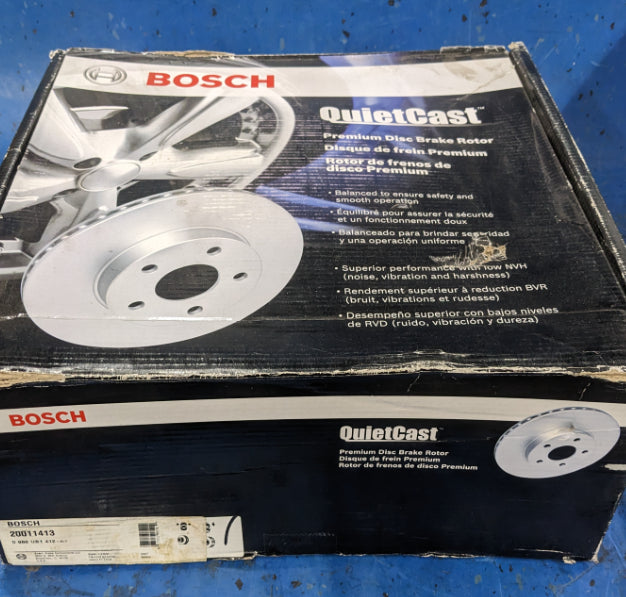 BOSCH
QuietCast™
Premium Disc Brake Rotor
Disque de frein Premium
Rotor de frenos de
disco Premium
• Balanced to ensure safety and
smooth operation
• Équilibré pour assurer la sécurité
et un fonctionnement doux
• Balanceado para brindar seguridad
y una operación uniforme
• Superior performance with low NVH
(noise, vibration and harshness)
• Rendement supérieur à reduction BVR
(bruit, vibrations et rudesse)
• Desempeño superior con bajos niveles
de RVD (ruido, vibración y dureza)
BOSCH
QuietCast
Premium Disc Brake Rotor
Disque de frein Premium
Rotor de frenos de disco Premium
BOSCH
20011413